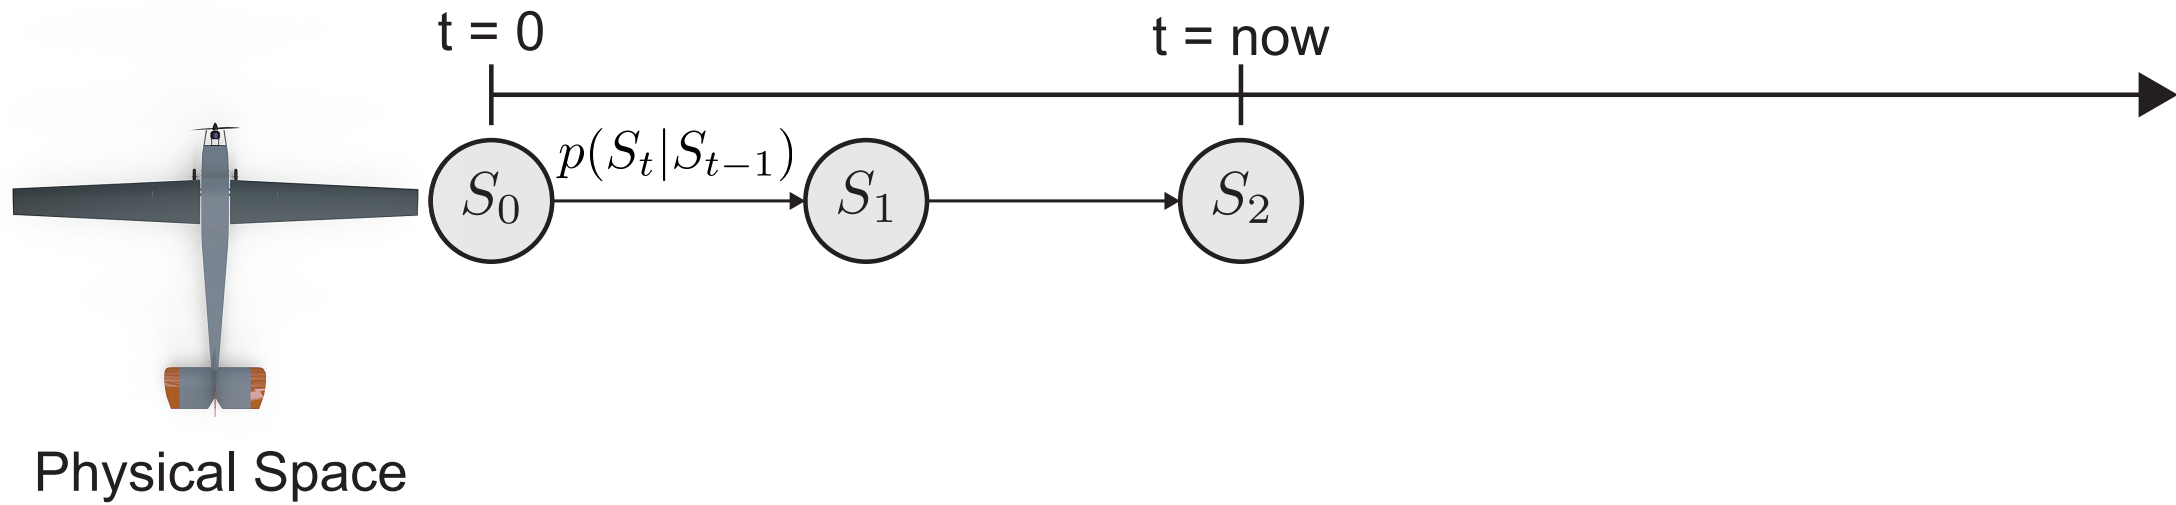 t = 0
t = now
p(S_t|S_{t-1})
S_0
S_1
S_2
Physical Space